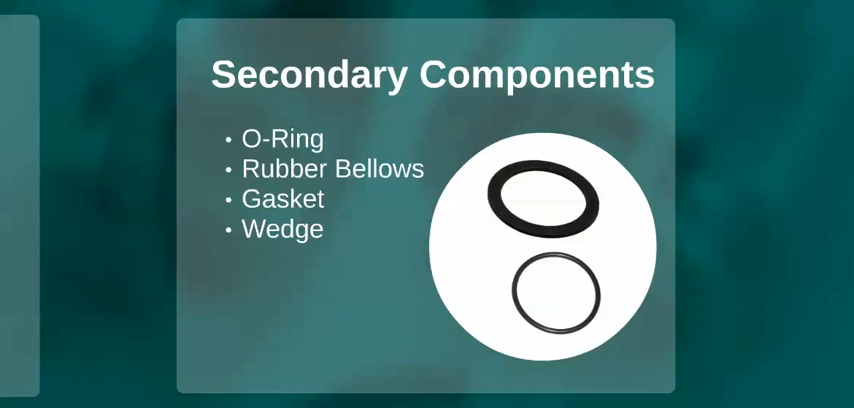 Secondary Components
• O-Ring
• Rubber Bellows
• Gasket
• Wedge